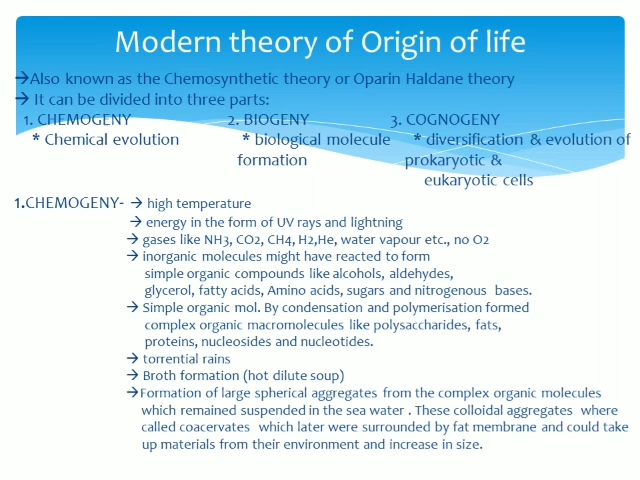 Modern theory of Origin of life
→Also known as the Chemosynthetic theory or Oparin Haldane theory
→ It can be divided into three parts:
1. CHEMOGENY 2. BIOGENY 3. COGNOGENY
* Chemical evolution * biological molecule * diversification & evolution of
formation prokaryotic &
eukaryotic cells
1.CHEMOGENY- → high temperature
→ energy in the form of UV rays and lightning
→ gases like NH3, CO2, CH4, H2,He, water vapour etc., no O2
→ inorganic molecules might have reacted to form
simple organic compounds like alcohols, aldehydes,
glycerol, fatty acids, Amino acids, sugars and nitrogenous bases.
→ Simple organic mol. By condensation and polymerisation formed
complex organic macromolecules like polysaccharides, fats,
proteins, nucleosides and nucleotides.
→ torrential rains
→ Broth formation (hot dilute soup)
→Formation of large spherical aggregates from the complex organic molecules
which remained suspended in the sea water . These colloidal aggregates where
called coacervates which later were surrounded by fat membrane and could take
up materials from their environment and increase in size.